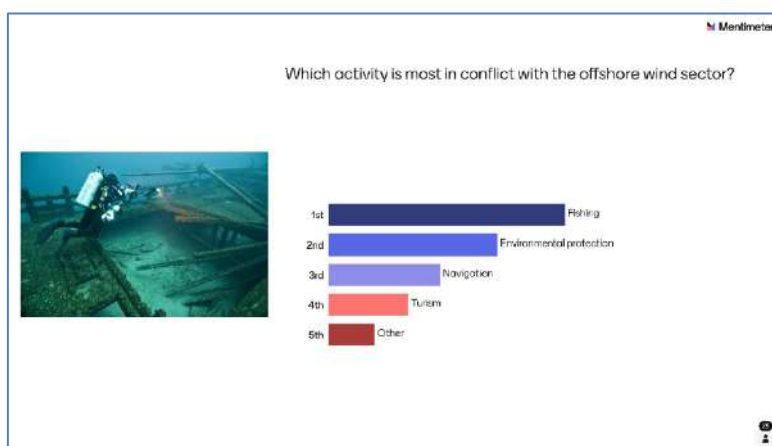 Mentimeter
Which activity is most in conflict with the offshore wind sector?
1st Fishing
2nd Environmental protection
3rd Navigation
4th Turism
5th Other